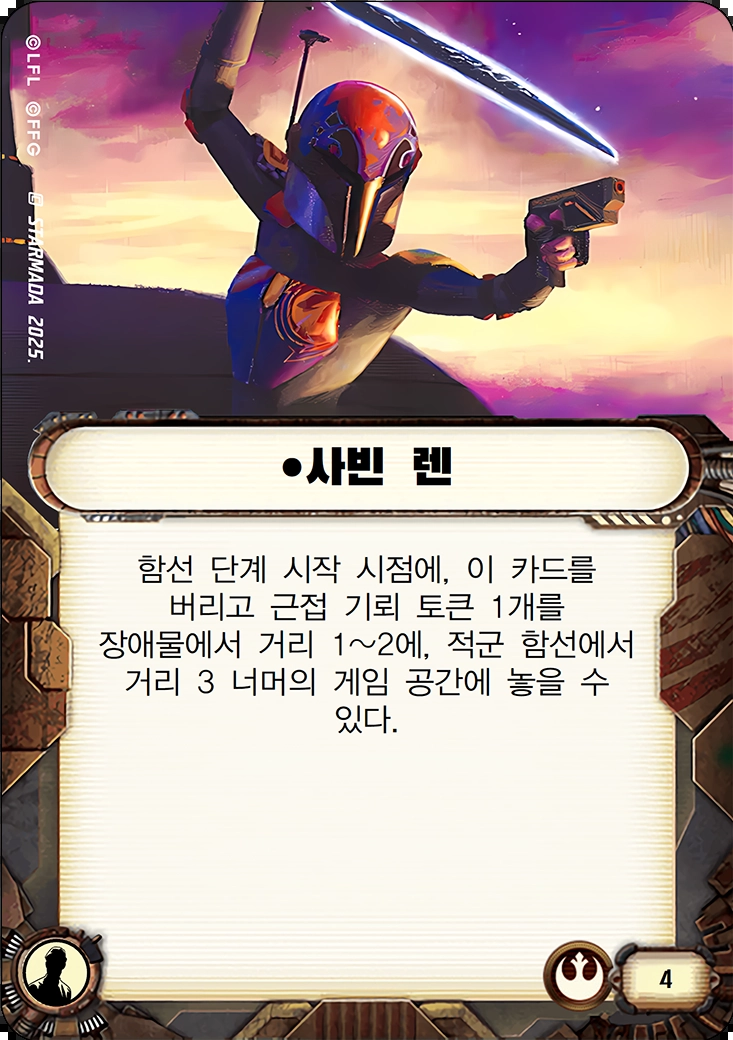 ©LFL ©FFG STARMADA 2025.
•사빈 렌
함선 단계 시작 시점에, 이 카드를
버리고 근접 기뢰 토큰 1개를
장애물에서 거리 1~2에, 적군 함선에서
거리 3 너머의 게임 공간에 놓을 수
있다.
4